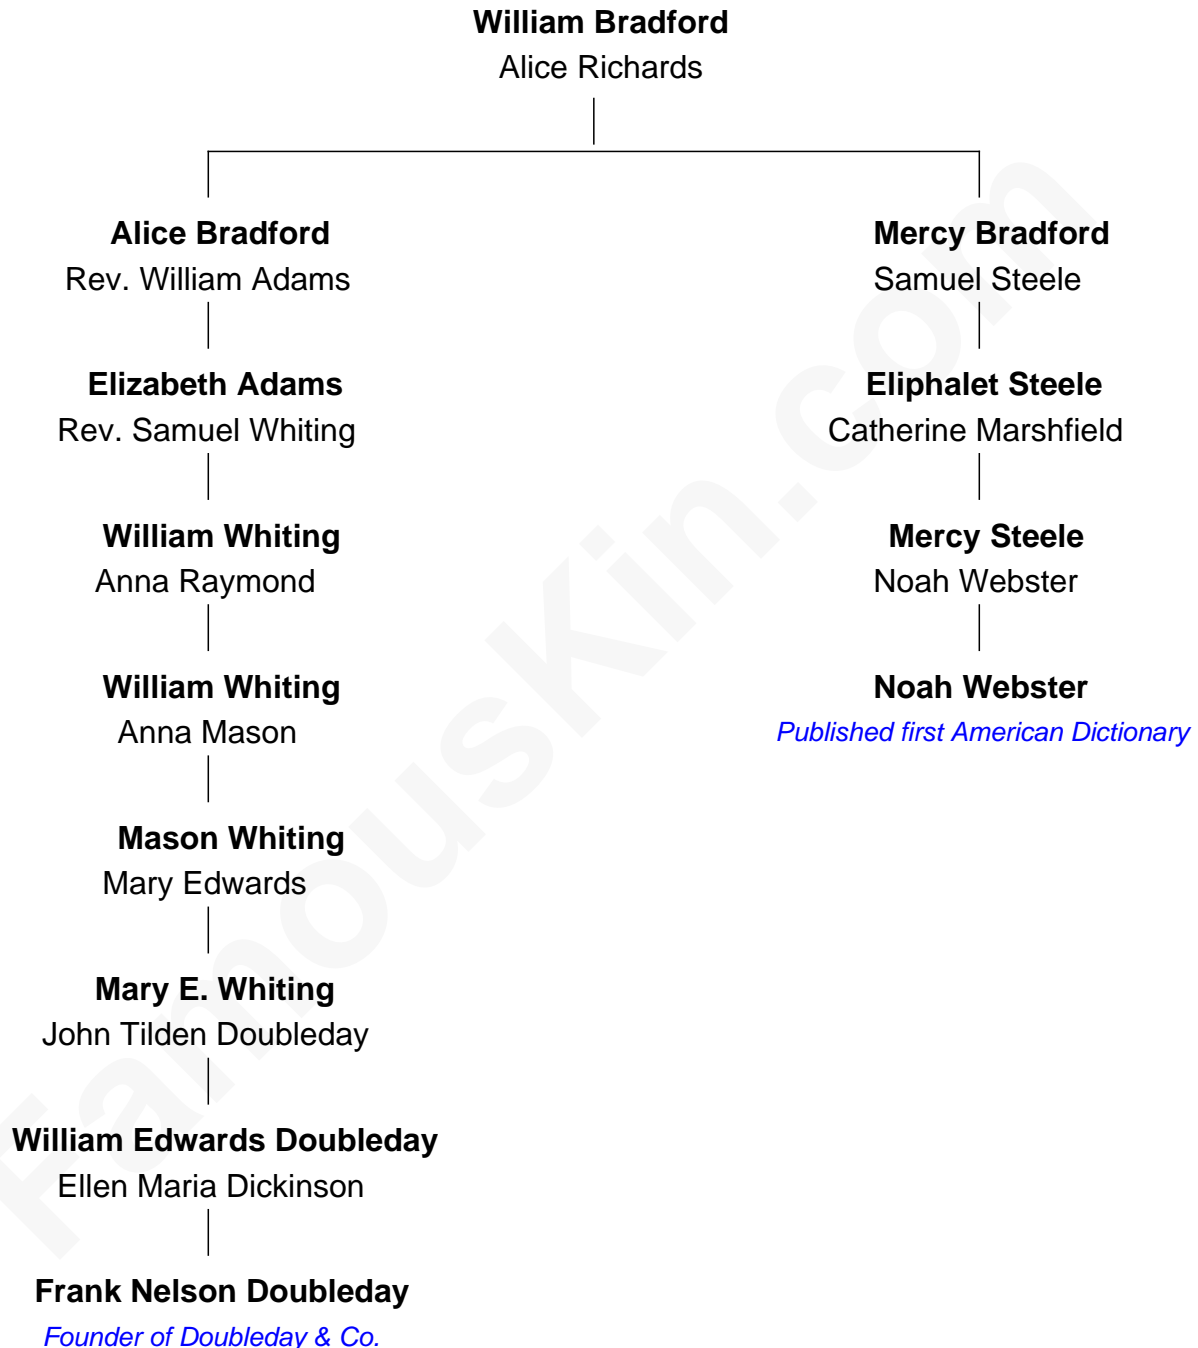 William Bradford
Alice Richards
Alice Bradford
Rev. William Adams
Mercy Bradford
Samuel Steele
Elizabeth Adams
Rev. Samuel Whiting
Eliphalet Steele
Catherine Marshfield
William Whiting
Anna Raymond
Mercy Steele
Noah Webster
William Whiting
Anna Mason
Noah Webster
Published first American Dictionary
Mason Whiting
Mary Edwards
Mary E. Whiting
John Tilden Doubleday
William Edwards Doubleday
Ellen Maria Dickinson
Frank Nelson Doubleday
Founder of Doubleday & Co.
FamousKin.com